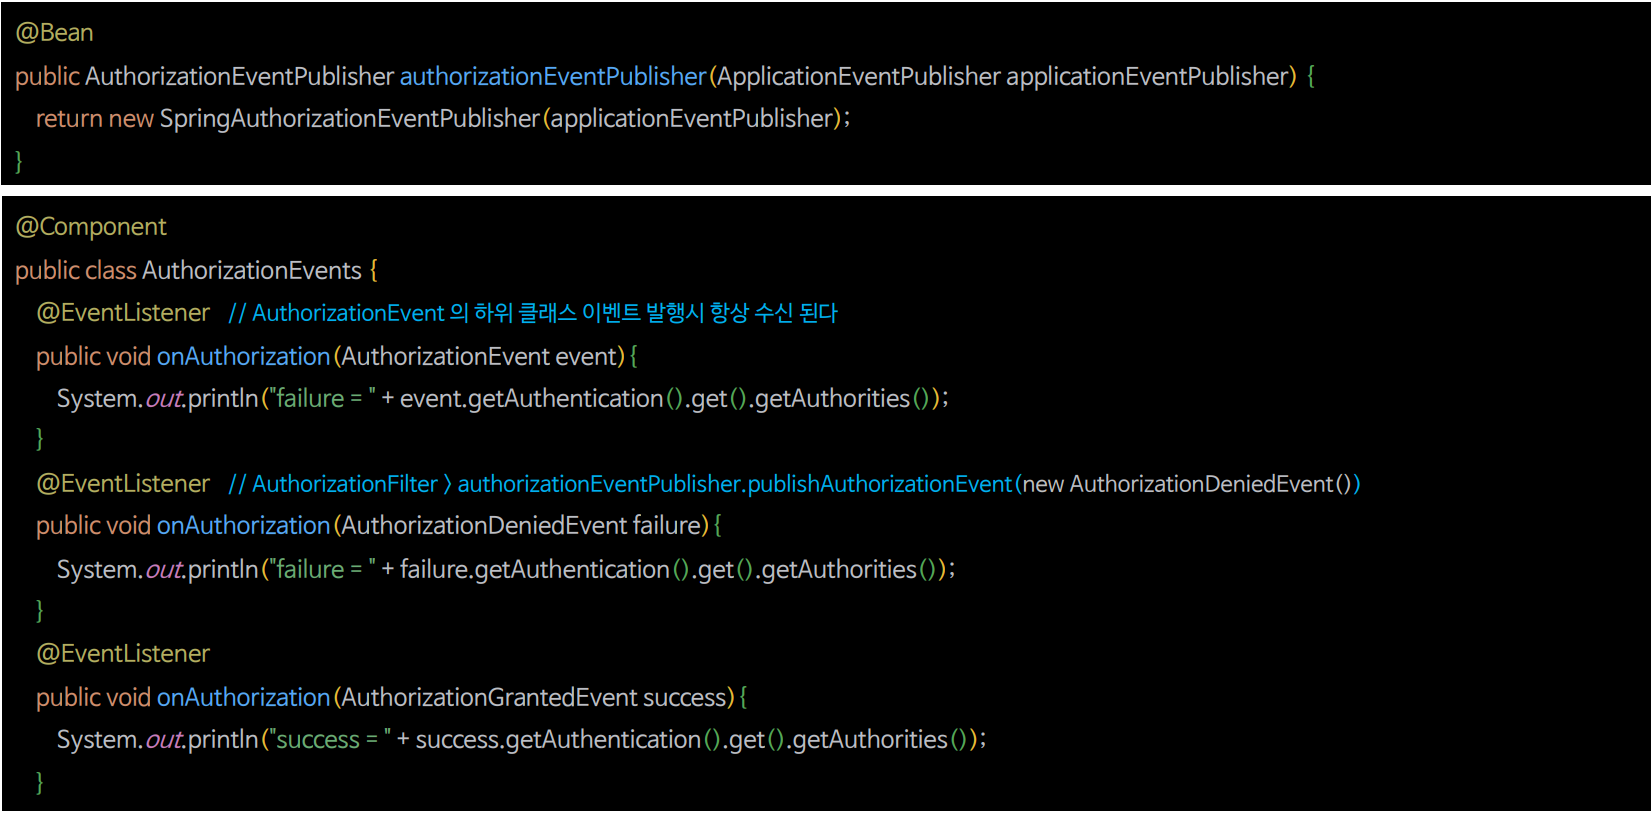 @Bean
public AuthorizationEventPublisher authorizationEventPublisher(ApplicationEventPublisher applicationEventPublisher) {
return new SpringAuthorizationEventPublisher(applicationEventPublisher);
}
@Component
public class AuthorizationEvents {
@EventListener // AuthorizationEvent 의 하위 클래스 이벤트 발행시 항상 수신 된다
public void onAuthorization(AuthorizationEvent event){
System.out.println("failure = " + event.getAuthentication().get().getAuthorities());
}
@EventListener // AuthorizationFilter > authorizationEventPublisher.publishAuthorizationEvent(new AuthorizationDeniedEvent())
public void onAuthorization(AuthorizationDeniedEvent failure){
System.out.println("failure = " + failure.getAuthentication().get().getAuthorities());
}
@EventListener
public void onAuthorization(AuthorizationGrantedEvent success){
System.out.println("success = " + success.getAuthentication().get().getAuthorities());
}